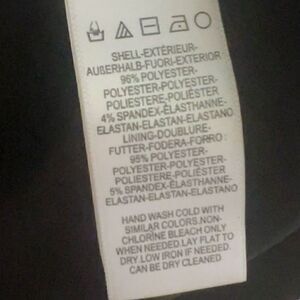 SHELL-EXTÉRIEUR-
AUßERHALB-FUORI-EXTERIOR
96% POLYESTER-
POLYESTER-POLYESTER-
POLIESTERE-POLIÉSTER
4% SPANDEX-ÉLASTHANNE-
ELASTAN-ELASTAN-ELASTANO
LINING-DOUBLURE-
FUTTER-FODERA-FORRO
95% POLYESTER-
POLYESTER-POLYESTER-
POLIESTERE-POLIÉSTER
5% SPANDEX-ÉLASTHANNE-
ELASTAN-ELASTAN-ELASTANO
HAND WASH COLD WITH
SIMILAR COLORS.NON-
CHLORINE BLEACH ONLY
WHEN NEEDED.LAY FLAT TO
DRY.LOW IRON IF NEEDED.
CAN BE DRY CLEANED.